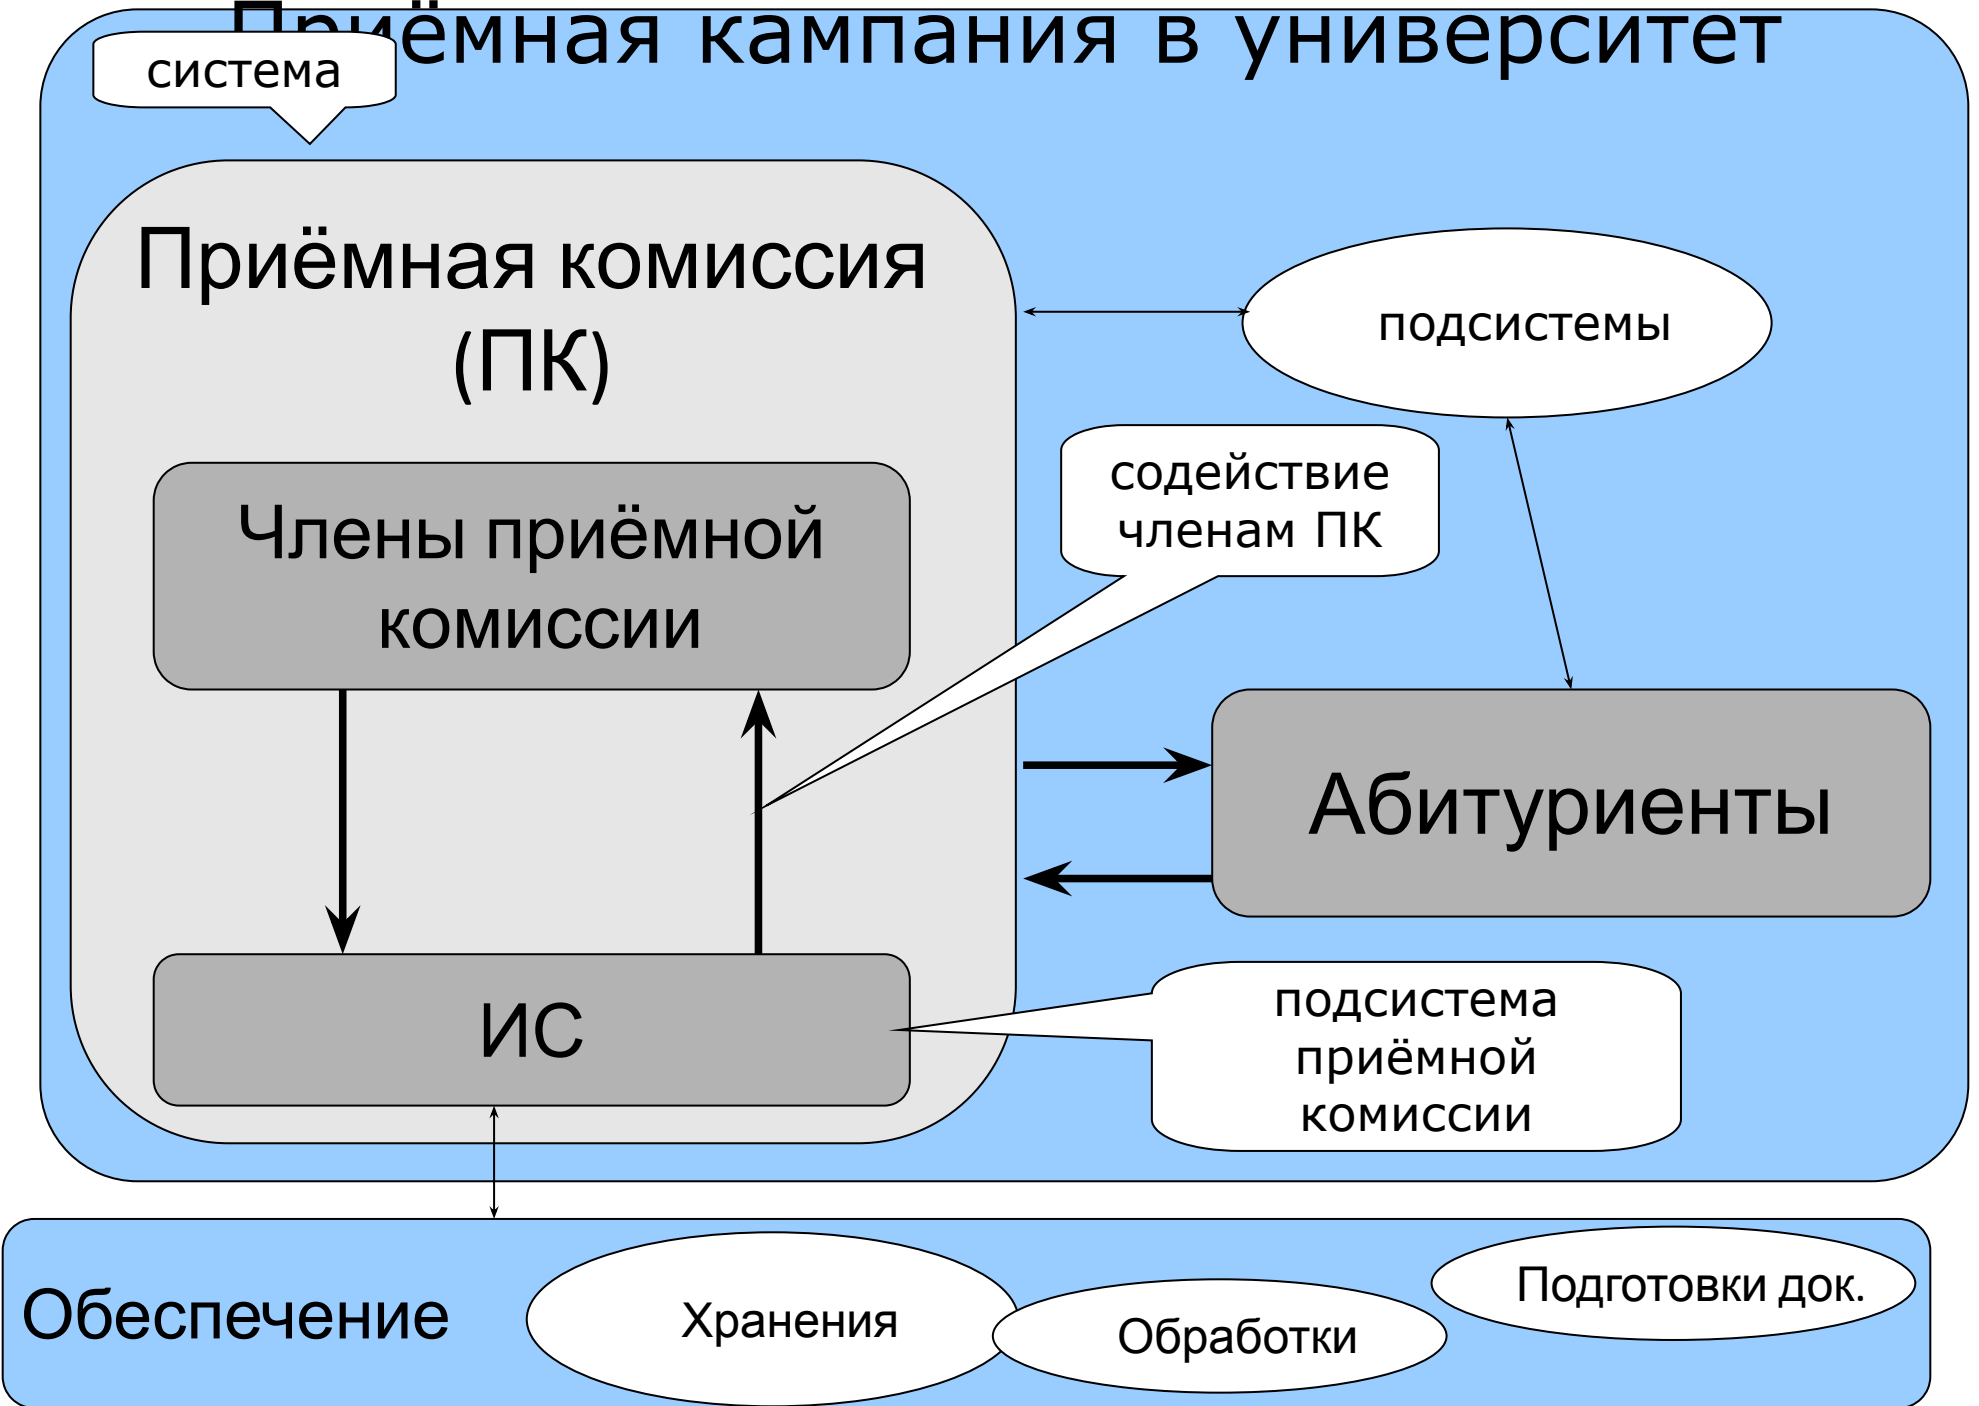 Приёмная кампания в университет
система
Приёмная комиссия
(ПК)
подсистемы
содействие
членам ПК
Члены приёмной
комиссии
Абитуриенты
ИС
подсистема
приёмной
комиссии
Обеспечение
Хранения
Обработки
Подготовки док.